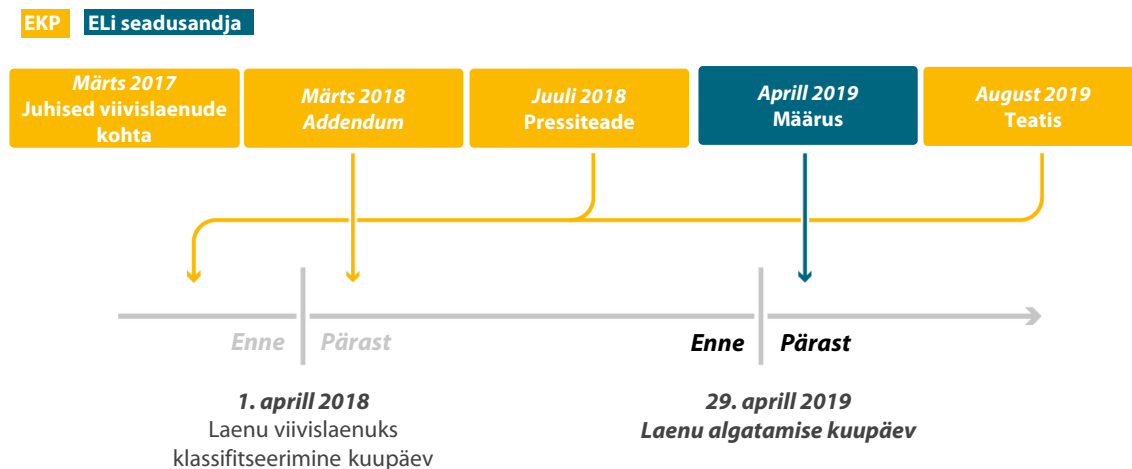 EKP ELi seadusandja
Märts 2017
Juhised viivislaenude
kohta
Märts 2018
Addendum
Juuli 2018
Pressiteade
Aprill 2019
Määrus
August 2019
Teatis
Enne Pärast
Enne Pärast
1. aprill 2018
Laenu viivislaenuks
klassifitseerimine kuupäev
29. aprill 2019
Laenu algatamise kuupäev